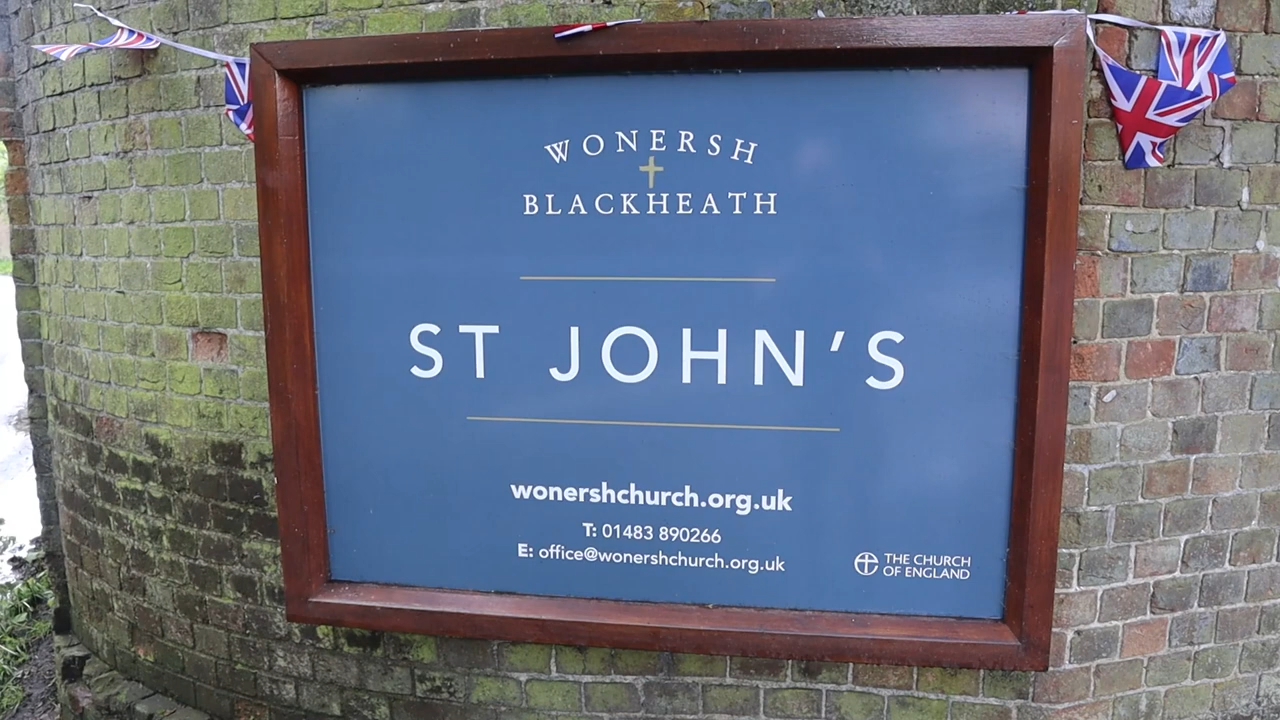 WONERSH
BLACKHEATH
ST JOHN'S
wonershchurch.org.uk
T: 01483 890266
E: office@wonershchurch.org.uk
THE CHURCH
OF ENGLAND